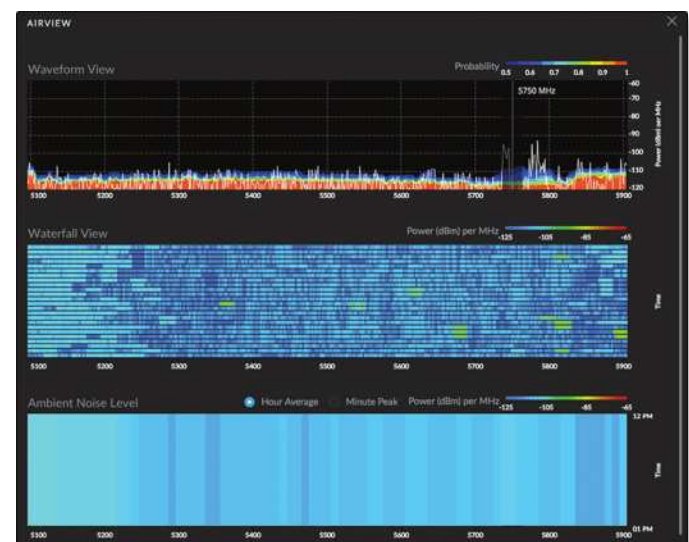 AIRVIEW
Waveform View
Probability 0.5 0.6 0.7 0.8 0.9 1
5750 MHz
-60
-70
-80
-90
-100
-110
-120
Power (dBm) per MHz
5100 5200 5300 5400 5500 5600 5700 5800 5900
Waterfall View
Power (dBm) per MHz -125 -105 -85 -65
Time
5100 5200 5300 5400 5500 5600 5700 5800 5900
Ambient Noise Level
Hour Average Minute Peak Power (dBm) per MHz -125 -105 -85 -65
12 PM
Time
01 PM
5100 5200 5300 5400 5500 5600 5700 5800 5900